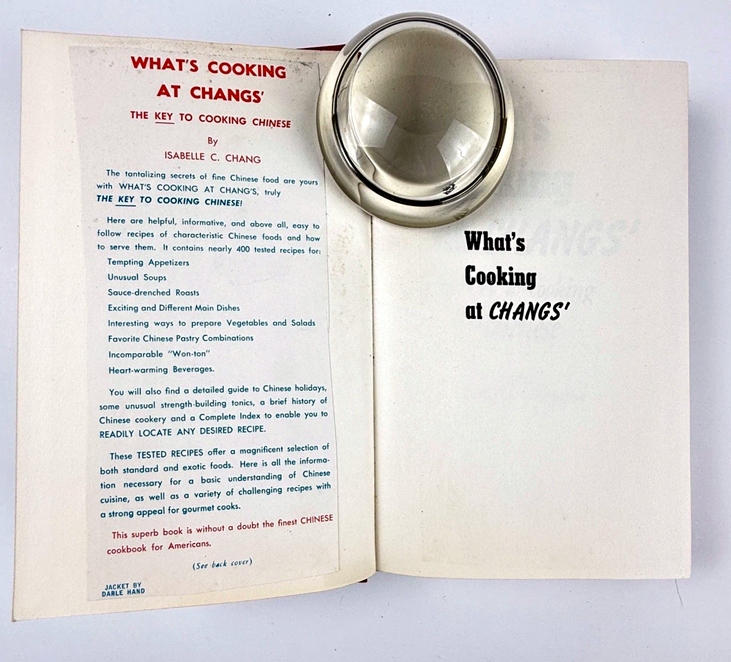 WHAT'S COOKING
AT CHANGS'
THE KEY TO COOKING CHINESE
By
ISABELLE C. CHANG
The tantalizing secrets of fine Chinese food are yours
with WHAT'S COOKING AT CHANG'S, truly
THE KEY TO COOKING CHINESE!
Here are helpful, informative, and above all, easy to
follow recipes of characteristic Chinese foods and how
to serve them. It contains nearly 400 tested recipes for:
Tempting Appetizers
Unusual Soups
Sauce-drenched Roasts
Exciting and Different Main Dishes
Interesting ways to prepare Vegetables and Salads
Favorite Chinese Pastry Combinations
Incomparable "Won-ton"
Heart-warming Beverages.
You will also find a detailed guide to Chinese holidays,
some unusual strength-building tonics, a brief history of
Chinese cookery and a Complete Index to enable you to
READILY LOCATE ANY DESIRED RECIPE.
These TESTED RECIPES offer a magnificent selection of
both standard and exotic foods. Here is all the informa-
tion necessary for a basic understanding of Chinese
cuisine, as well as a variety of challenging recipes with
a strong appeal for gourmet cooks.
This superb book is without a doubt the finest CHINESE
cookbook for Americans.
(See back cover)
JACKET BY
DARLE HAND
What's
Cooking
at CHANGS'